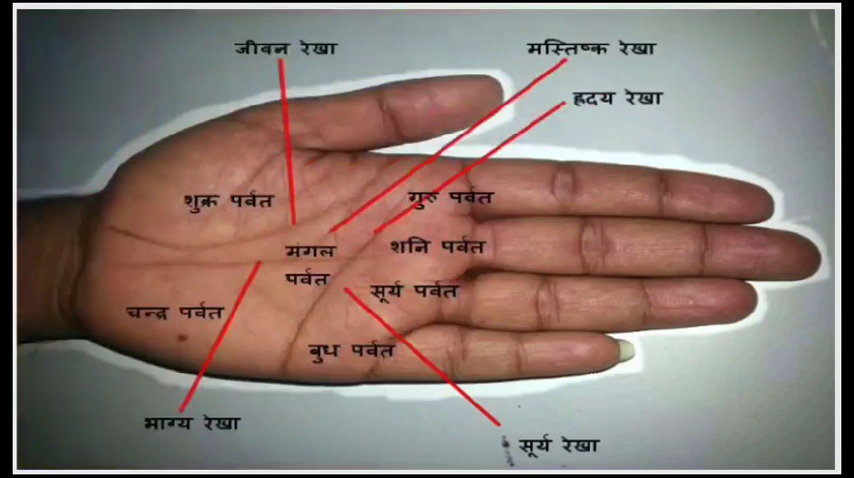 जीवन रेखा
मस्तिष्क रेखा
ह्रदय रेखा
शुक्र पर्वत
गुरु पर्वत
मंगल
पर्वत
शनि पर्वत
सूर्य पर्वत
चन्द्र पर्वत
बुध पर्वत
भाग्य रेखा
सूर्य रेखा